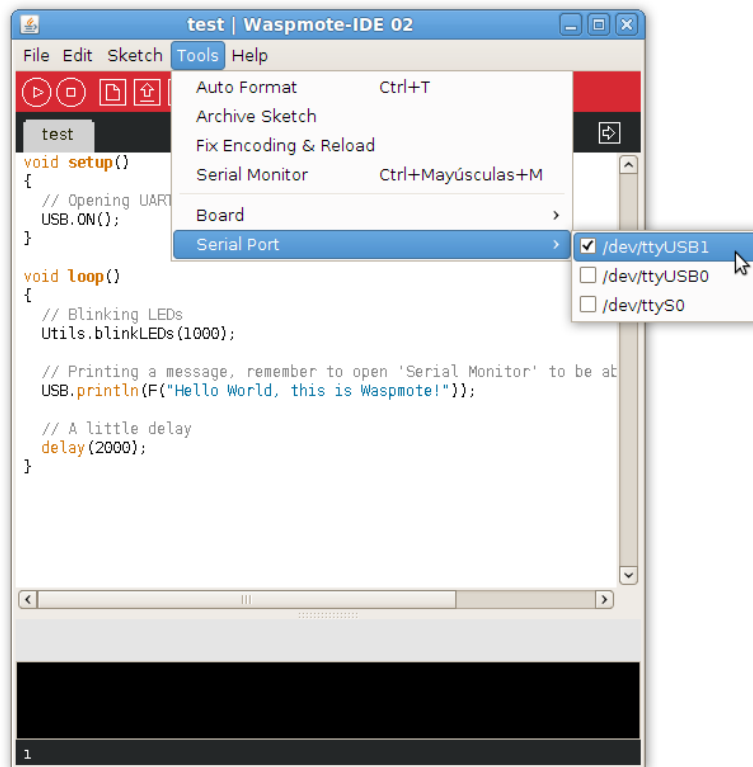 test | Waspmote-IDE 02
File Edit Sketch Tools Help
Auto Format Ctrl+T
Archive Sketch
Fix Encoding & Reload
Serial Monitor Ctrl+Mayúsculas+M
Board
Serial Port
/dev/ttyUSB1
/dev/ttyUSB0
/dev/ttyS0
test
void setup()
{
// Opening UART
USB.ON();
}
void loop()
{
// Blinking LEDs
Utils.blinkLEDs(1000);
// Printing a message, remember to open 'Serial Monitor' to be ab
USB.println(F("Hello World, this is Waspmote!"));
// A little delay
delay(2000);
}
1